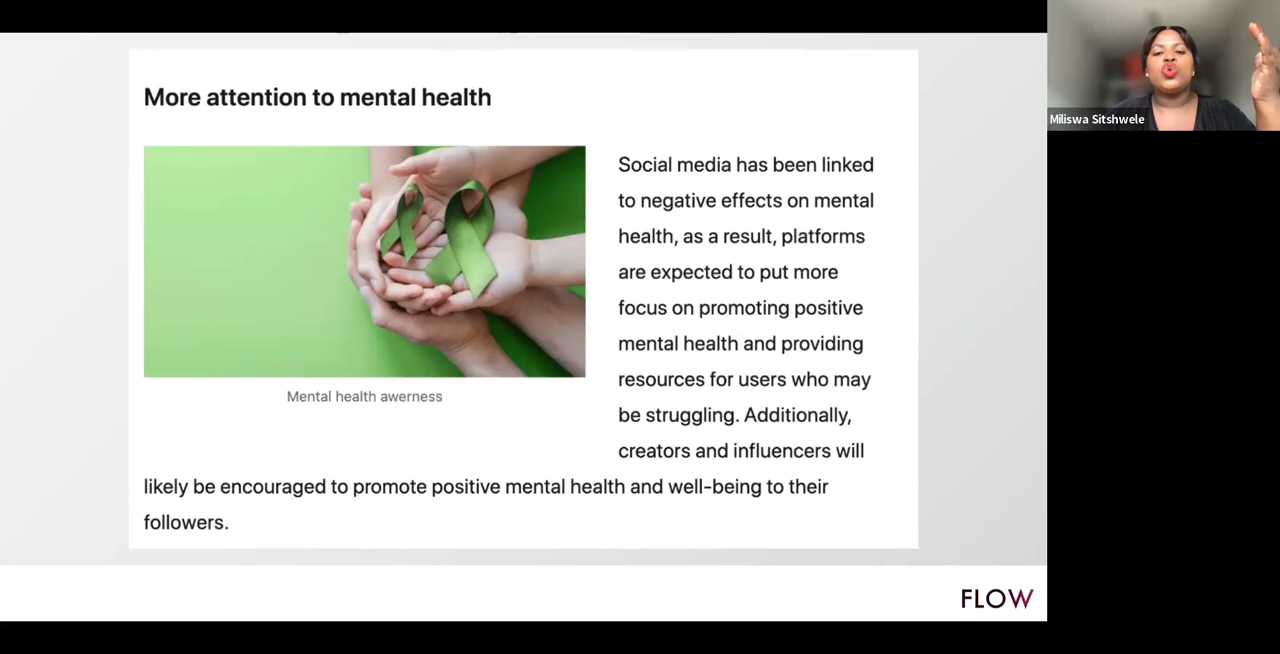 More attention to mental health
Social media has been linked
to negative effects on mental
health, as a result, platforms
are expected to put more
focus on promoting positive
mental health and providing
resources for users who may
be struggling. Additionally,
creators and influencers will
likely be encouraged to promote positive mental health and well-being to their
followers.
Mental health awerness
Miliswa Sitshwele
FLOW